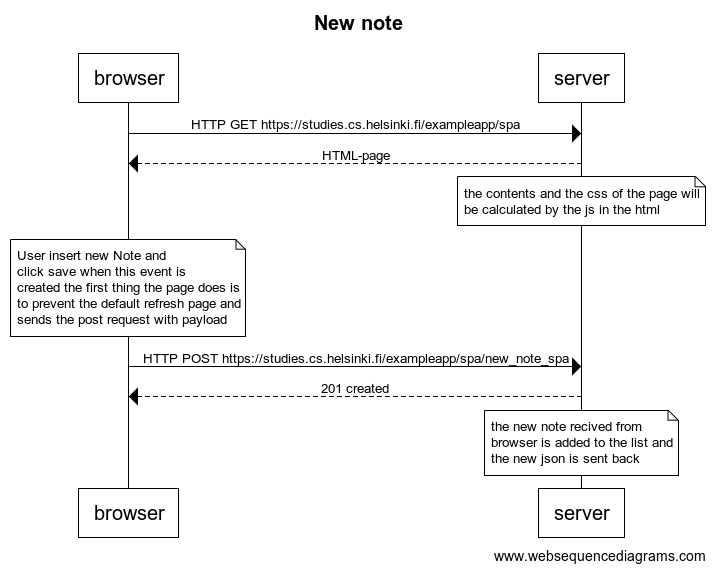 New note
browser
server
HTTP GET https://studies.cs.helsinki.fi/exampleapp/spa
HTML-page
the contents and the css of the page will
be calculated by the js in the html
User insert new Note and
click save when this event is
created the first thing the page does is
to prevent the default refresh page and
sends the post request with payload
HTTP POST https://studies.cs.helsinki.fi/exampleapp/spa/new_note_spa
201 created
the new note recived from
browser is added to the list and
the new json is sent back
browser
server
www.websequencediagrams.com